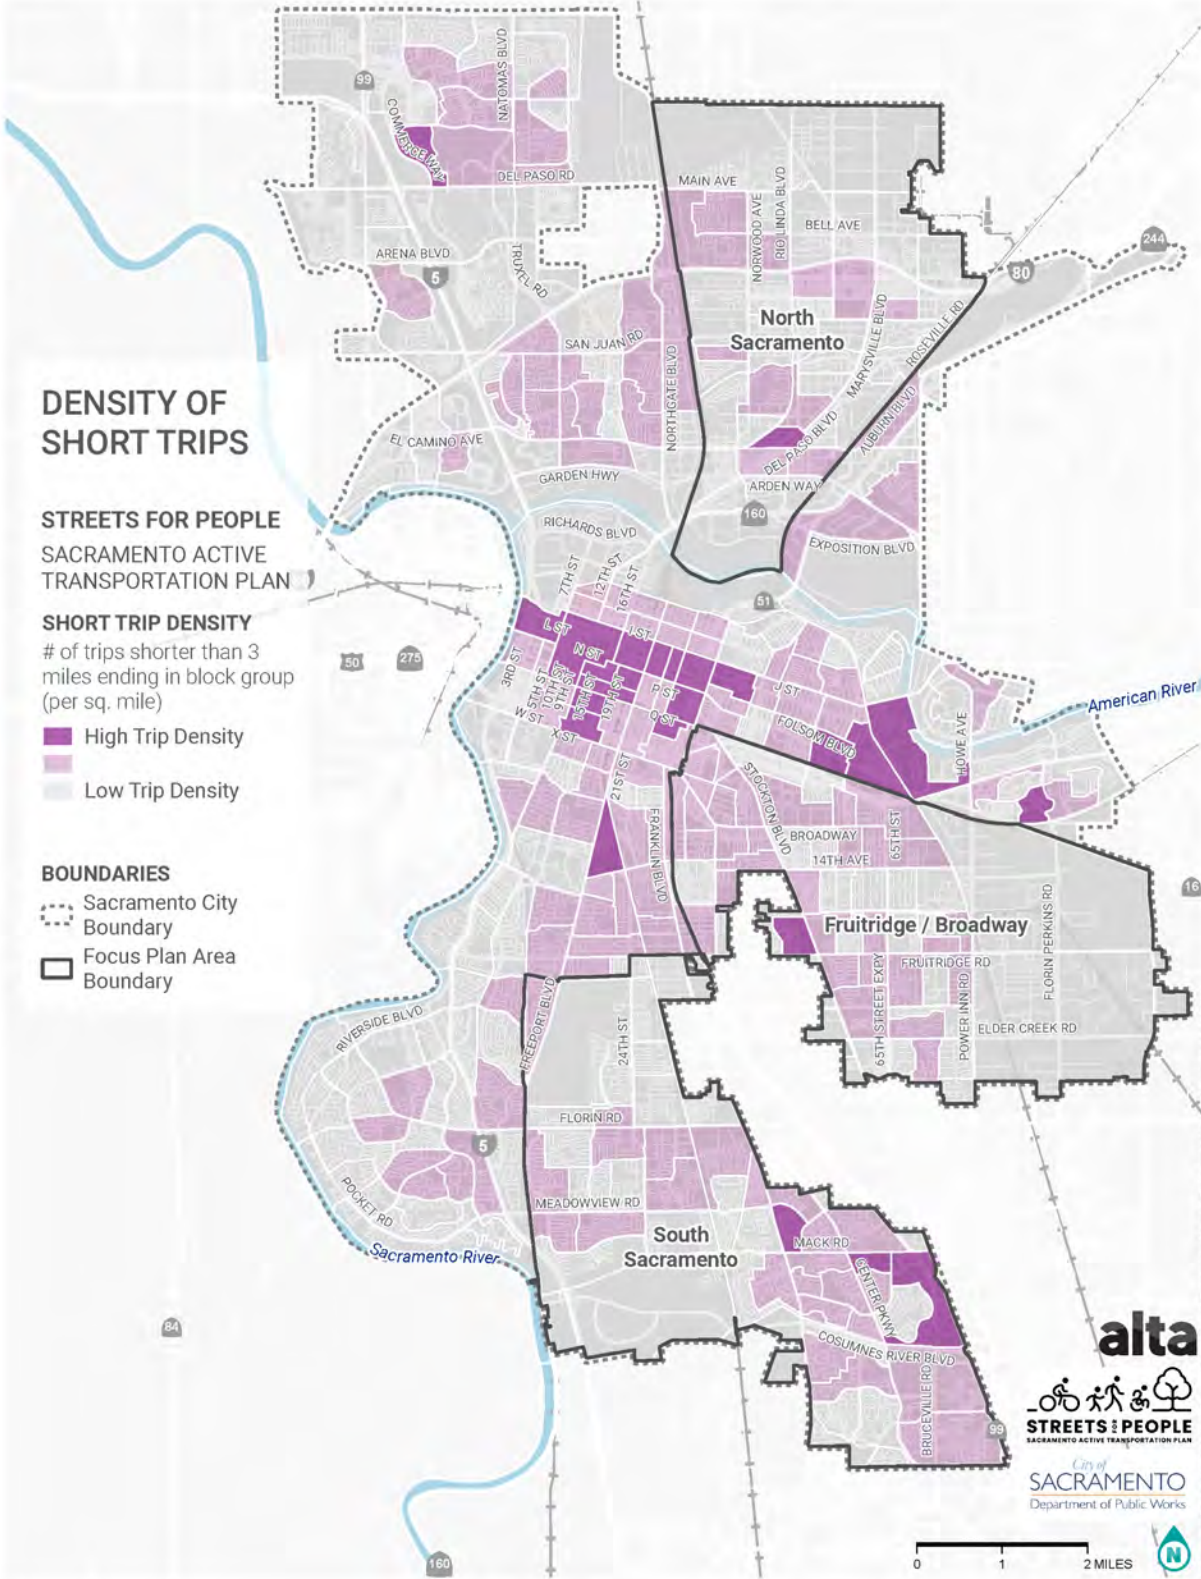 DENSITY OF
SHORT TRIPS
STREETS FOR PEOPLE
SACRAMENTO ACTIVE
TRANSPORTATION PLAN
SHORT TRIP DENSITY
# of trips shorter than 3
miles ending in block group
(per sq. mile)
High Trip Density
Low Trip Density
BOUNDARIES
Sacramento City
Boundary
Focus Plan Area
Boundary
99
COMMERCE WAY
NATOMAS BLVD
DEL PASO RD
ARENA BLVD
5
TRUXEL RD
SAN JUAN RD
EL CAMINO AVE
GARDEN HWY
NORTHGATE BLVD
MAIN AVE
NORWOOD AVE
RIO LINDA BLVD
BELL AVE
244
80
North
Sacramento
MARYSVILLE BLVD
ROSEVILLE RD
AUBURN BLVD
DEL PASO BLVD
ARDEN WAY
160
RICHARDS BLVD
EXPOSITION BLVD
7TH ST
12TH ST
16TH ST
51
L ST
I ST
N ST
3RD ST
5TH ST
10TH ST
9TH ST
15TH ST
19TH ST
P ST
Q ST
J ST
W ST
X ST
50
275
FOLSOM BLVD
HOWE AVE
American River
21ST ST
STOCKTON BLVD
FRANKLIN BLVD
BROADWAY
14TH AVE
65TH ST
16
Fruitridge / Broadway
FRUITRIDGE RD
FLORIN PERKINS RD
65TH STREET EXPY
POWER INN RD
ELDER CREEK RD
RIVERSIDE BLVD
FREEPORT BLVD
24TH ST
FLORIN RD
5
POCKET RD
MEADOWVIEW RD
Sacramento River
South
Sacramento
MACK RD
CENTER PKWY
COSUMNES RIVER BLVD
BRUCEVILLE RD
99
84
160
alta
STREETS FOR PEOPLE
SACRAMENTO ACTIVE TRANSPORTATION PLAN
City of
SACRAMENTO
Department of Public Works
0 1 2 MILES
N